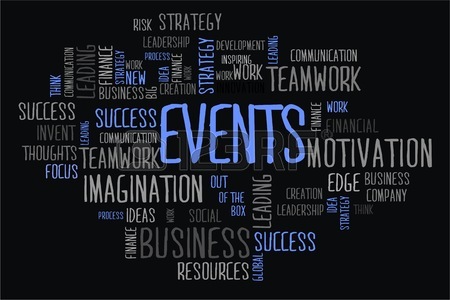 RISK STRATEGY
LEADERSHIP
DEVELOPMENT
COMMUNICATION
THINK
COMMUNICATION
LEADING
FINANCE
STRATEGY
PROCESS
IDEA
NEW
WORK
BUSINESS
BIG
CREATION
STRATEGY
INSPIRING
WORK
INNOVATION
TEAMWORK
SUCCESS
INVENT
THOUGHTS
FOCUS
LEADING
SUCCESS
COMMUNICATION
TEAMWORK
WORK
IDEA
EVENTS
FINANCE
WORK
FINANCIAL
MOTIVATION
IMAGINATION
OUT
OF THE
BOX
LEADING
CREATION
LEADERSHIP
EDGE
IDEA
STRATEGY
BUSINESS
COMPANY
THINK
PROCESS
IDEAS
WORK
SOCIAL
FINANCE
BUSINESS
SUCCESS
RESOURCES
GLOBAL